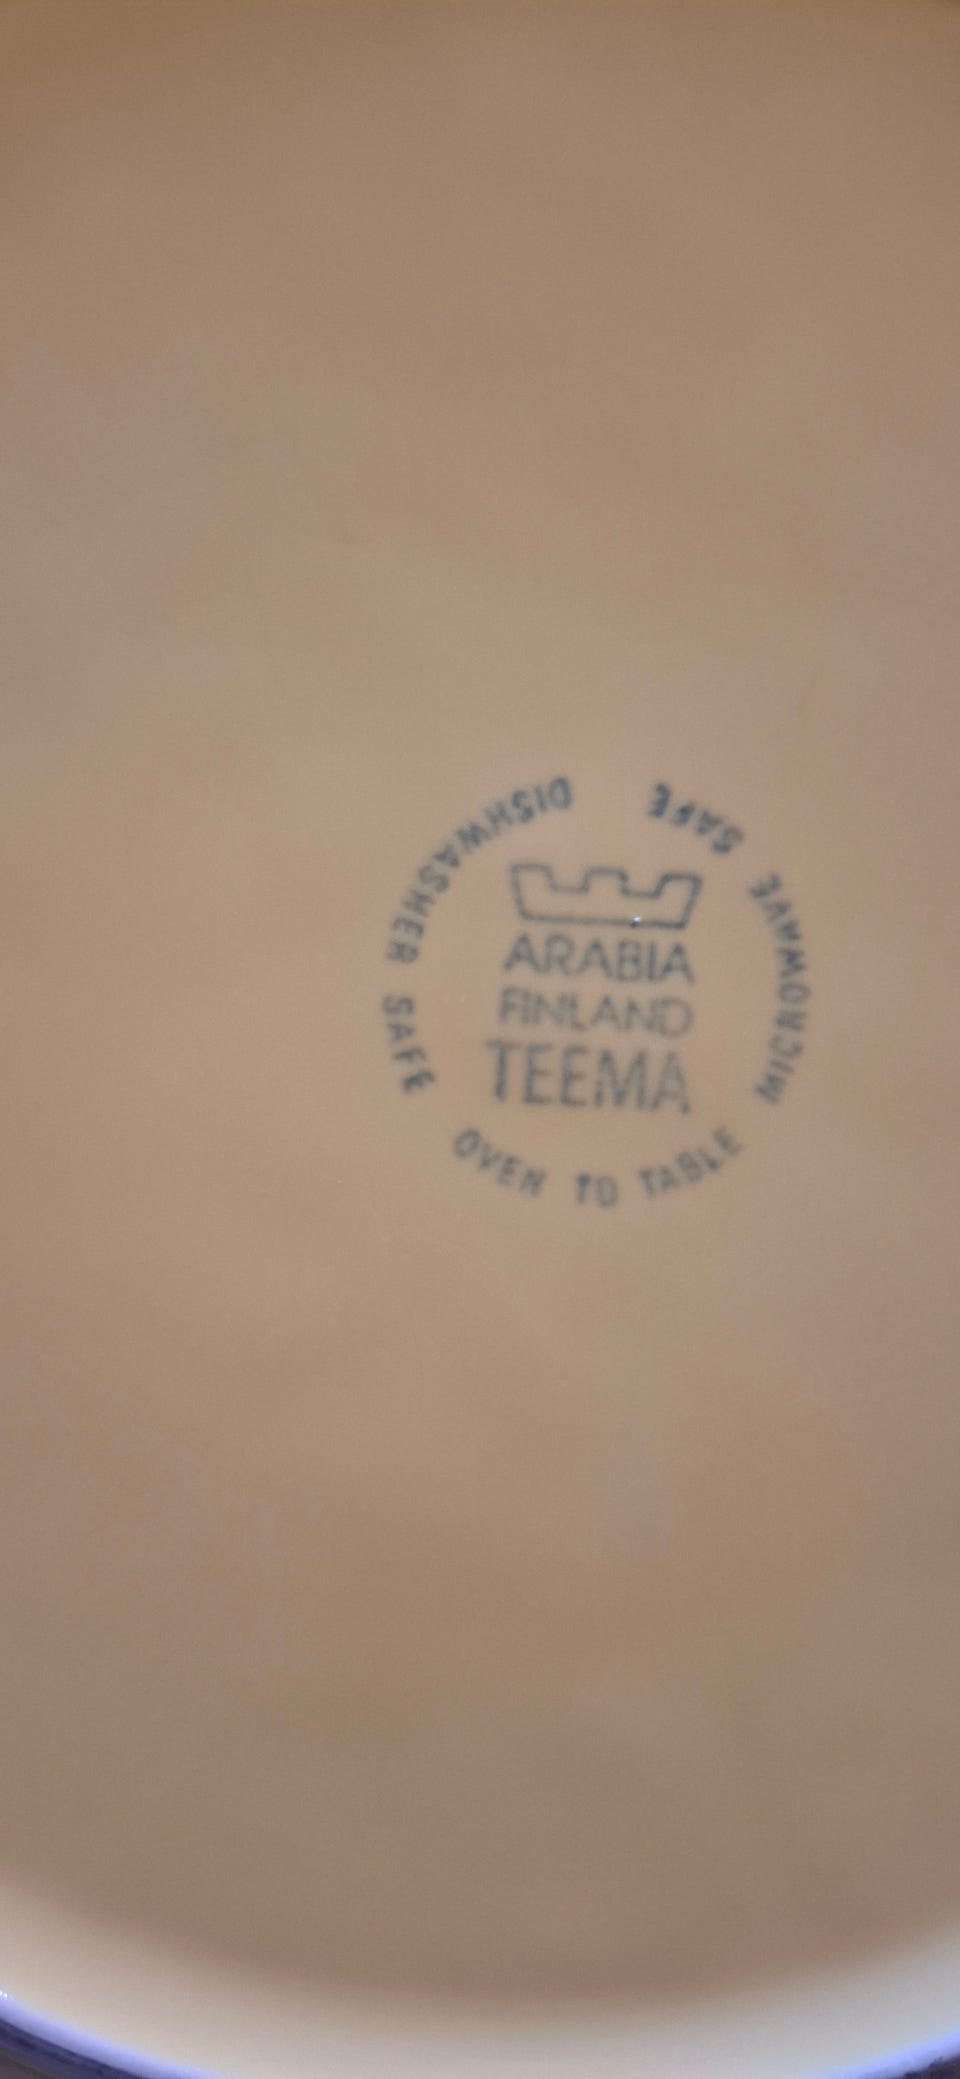 ARABIA
FINLAND
TEEMA
OVEN TO TABLE
MICROWAVE SAFE
DISHWASHER SAFE